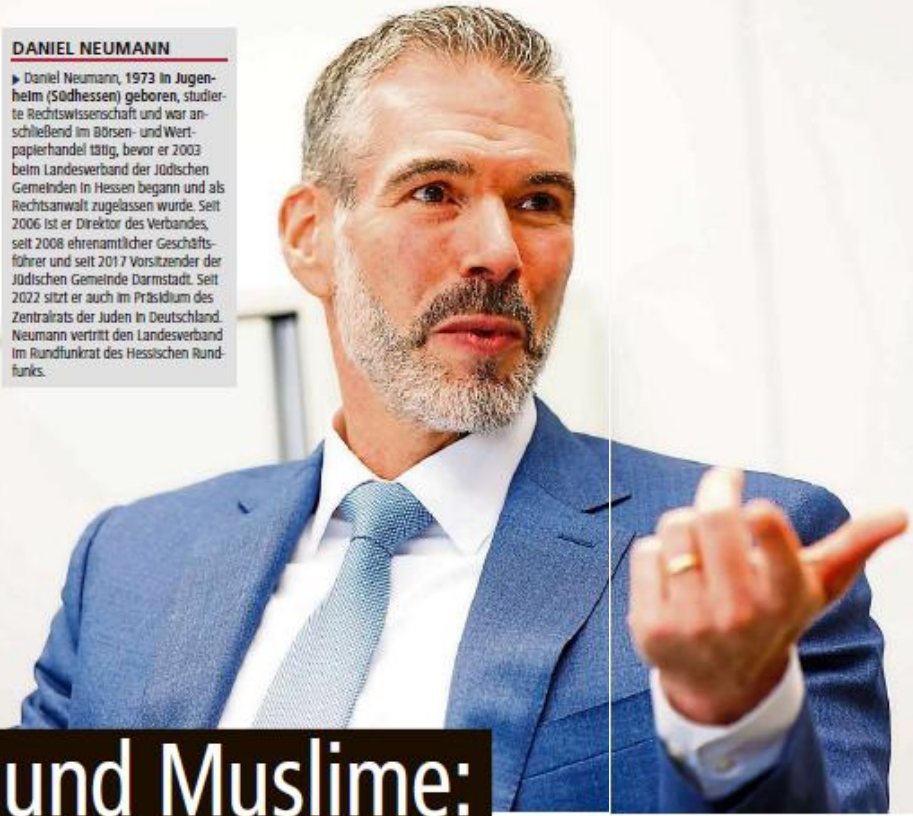 DANIEL NEUMANN
▶ Daniel Neumann, 1973 in Jugen-
heim (Südhessen) geboren, studier-
te Rechtswissenschaft und war an-
schließend im Börsen- und Wert-
papierhandel tätig, bevor er 2003
beim Landesverband der Jüdischen
Gemeinden in Hessen begann und als
Rechtsanwalt zugelassen wurde. Seit
2006 ist er Direktor des Verbandes,
seit 2008 ehrenamtlicher Geschäfts-
führer und seit 2017 Vorsitzender der
Jüdischen Gemeinde Darmstadt. Seit
2022 sitzt er auch im Präsidium des
Zentralrats der Juden in Deutschland.
Neumann vertritt den Landesverband
im Rundfunkrat des Hessischen Rund-
funks.
und Muslime: